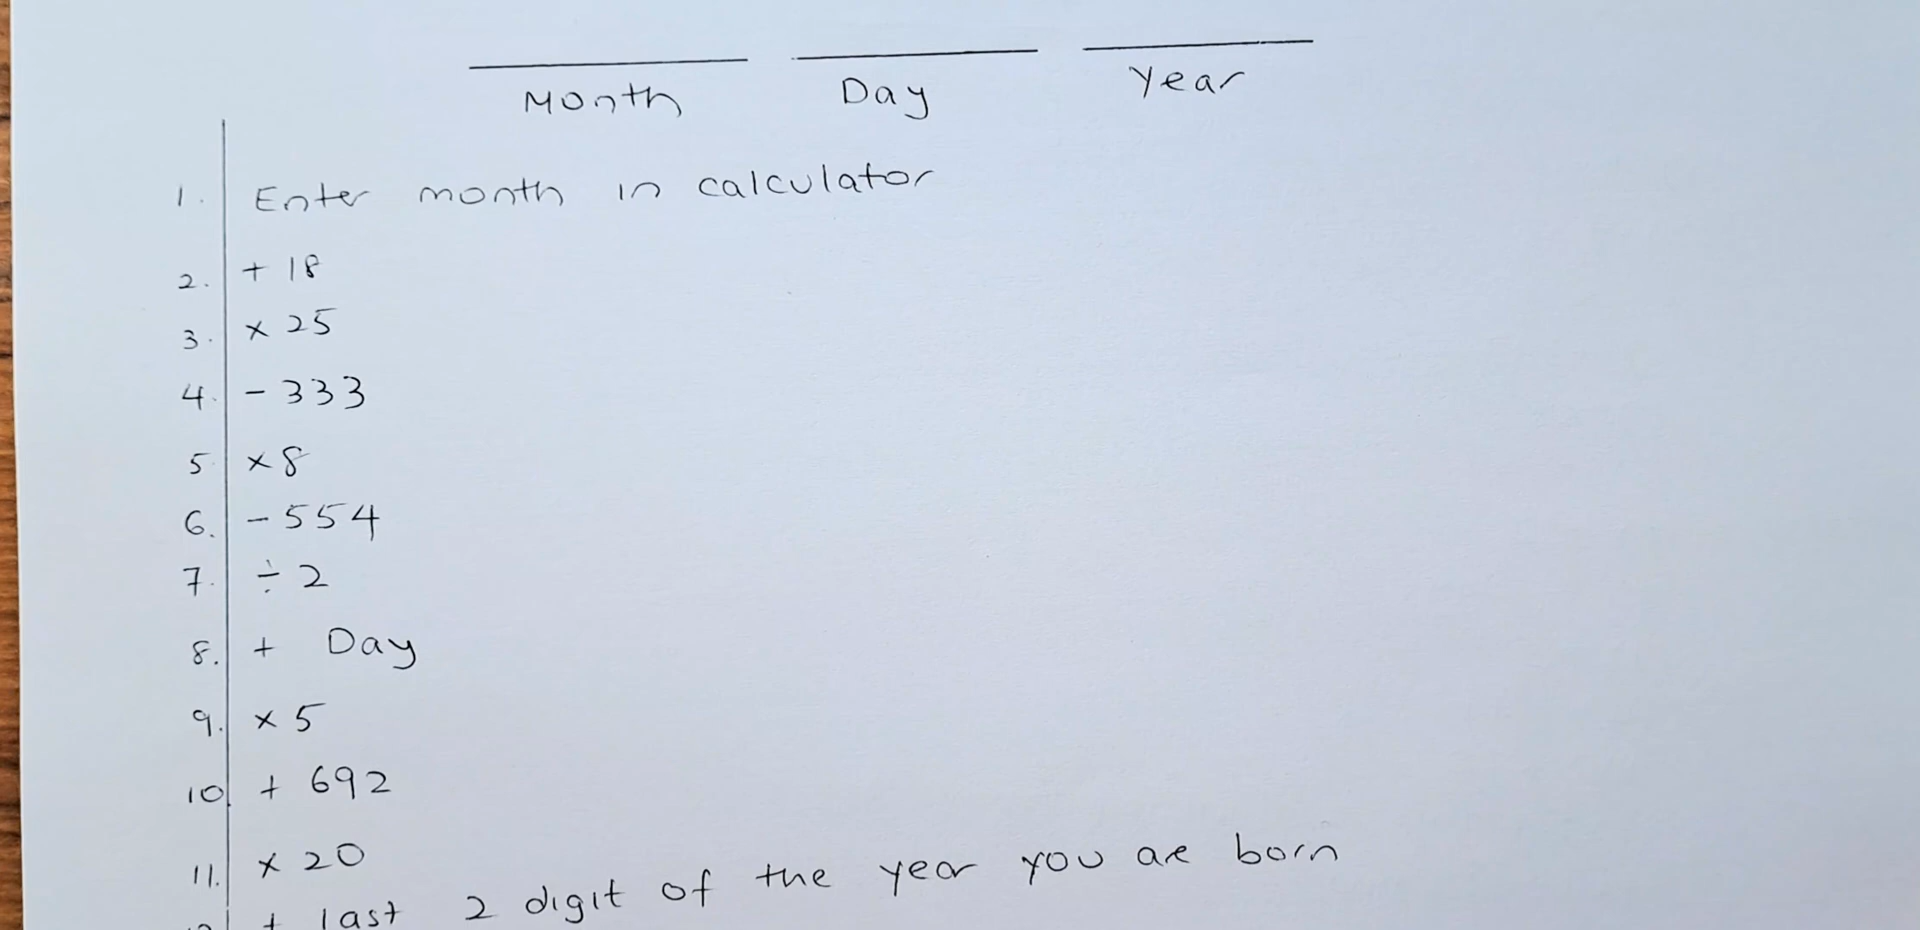 Month Day Year
1. Enter month in calculator
2. + 18
3. × 25
4. - 333
5 × 8
6. - 554
7. ÷ 2
8. + Day
9. × 5
10. + 692
11. × 20
+ last 2 digit of the year you are born